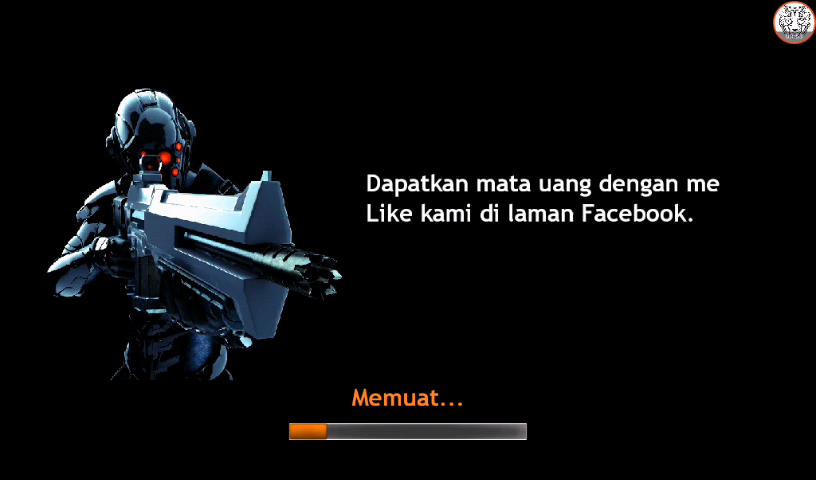 Dapatkan mata uang dengan me
Like kami di laman Facebook.
Memuat...